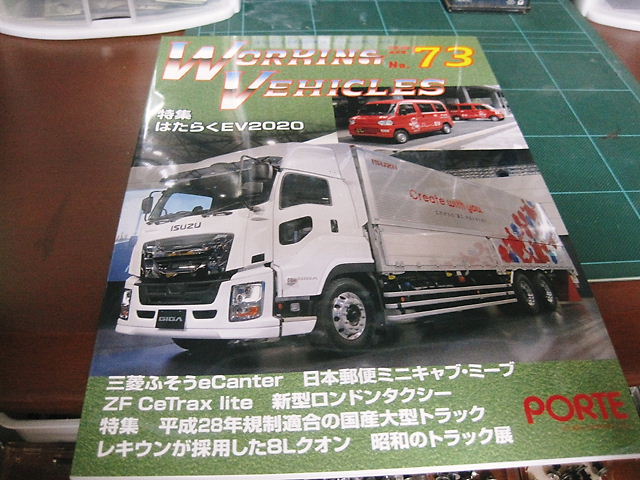 WORKING
No. 73
VEHICLES
特集
はたらくEV2020
ISUZU
Create with you.
ISUZU
GIGA
GIGA
三菱ふそうeCanter 日本郵便ミニキャブ・ミーブ
ZF CeTrax lite 新型ロンドンタクシー
特集 平成28年規制適合の国産大型トラック
レキウンが採用した8Lクオン 昭和のトラック展
PORTE